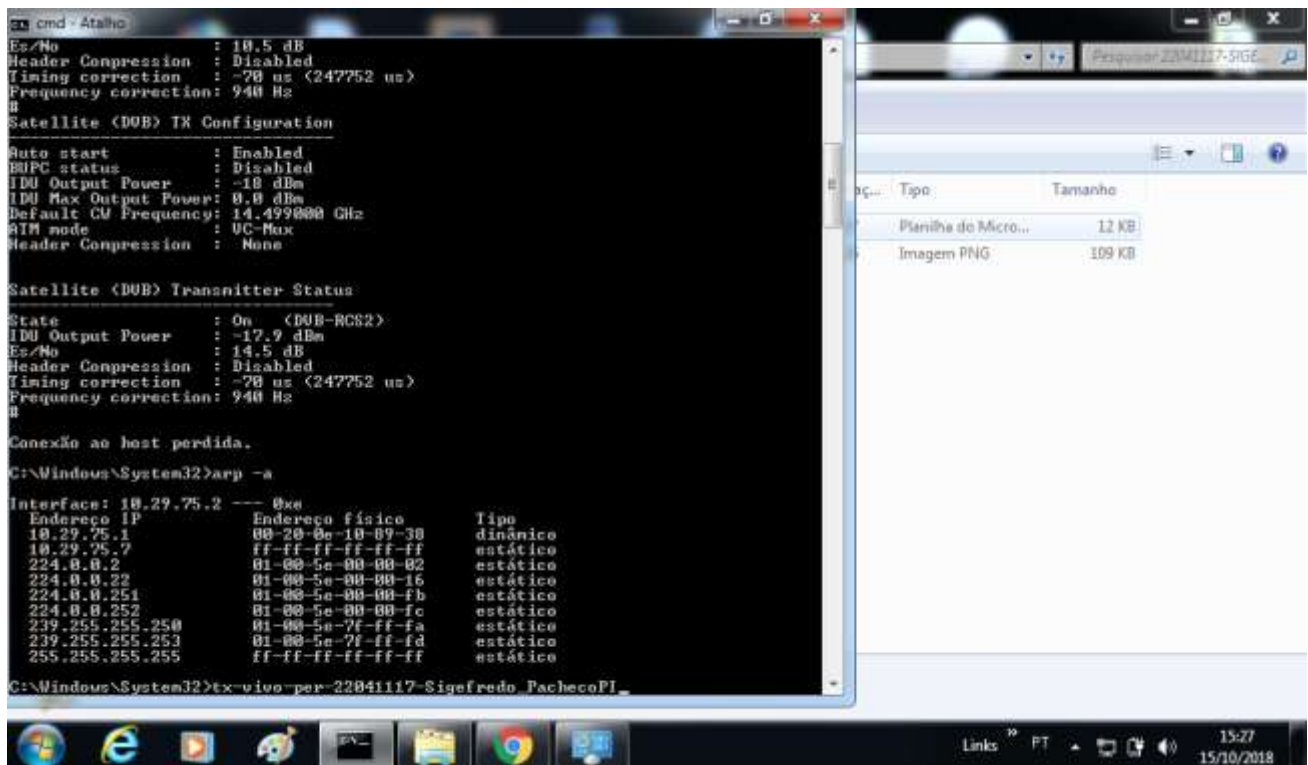 cmd - Atalho
Es/No : 10.5 dB
Header Compression : Disabled
Timing correction : -70 us (247752 us)
Frequency correction: 940 Hz
#
Satellite (DVB) TX Configuration
Auto start : Enabled
BUPC status : Disabled
IDU Output Power : -18 dBm
IDU Max Output Power: 0.0 dBm
Default CW Frequency: 14.499000 GHz
ATM mode : VC-Mux
Header Compression : None
Satellite (DVB) Transmitter Status
State : On (DVB-RCS2)
IDU Output Power : -17.9 dBm
Es/No : 14.5 dB
Header Compression : Disabled
Timing correction : -70 us (247752 us)
Frequency correction: 940 Hz
#
Conexão ao host perdida.
C:\Windows\System32>arp -a
Interface: 10.29.75.2 --- 0xe
Endereço IP Endereço físico Tipo
10.29.75.1 00-20-0e-10-89-38 dinâmico
10.29.75.7 ff-ff-ff-ff-ff-ff estático
224.0.0.2 01-00-5e-00-00-02 estático
224.0.0.22 01-00-5e-00-00-16 estático
224.0.0.251 01-00-5e-00-00-fb estático
224.0.0.252 01-00-5e-00-00-fc estático
239.255.255.250 01-00-5e-7f-ff-fa estático
239.255.255.253 01-00-5e-7f-ff-fd estático
255.255.255.255 ff-ff-ff-ff-ff-ff estático
C:\Windows\System32>tx-vivo-per-22041117-Sigefredo_PachecoPI_
Pesquisar 22041117-SIGE...
Tipo Tamanho
Planilha do Micro... 12 KB
Imagem PNG 109 KB
Links PT 15:27
15/10/2018